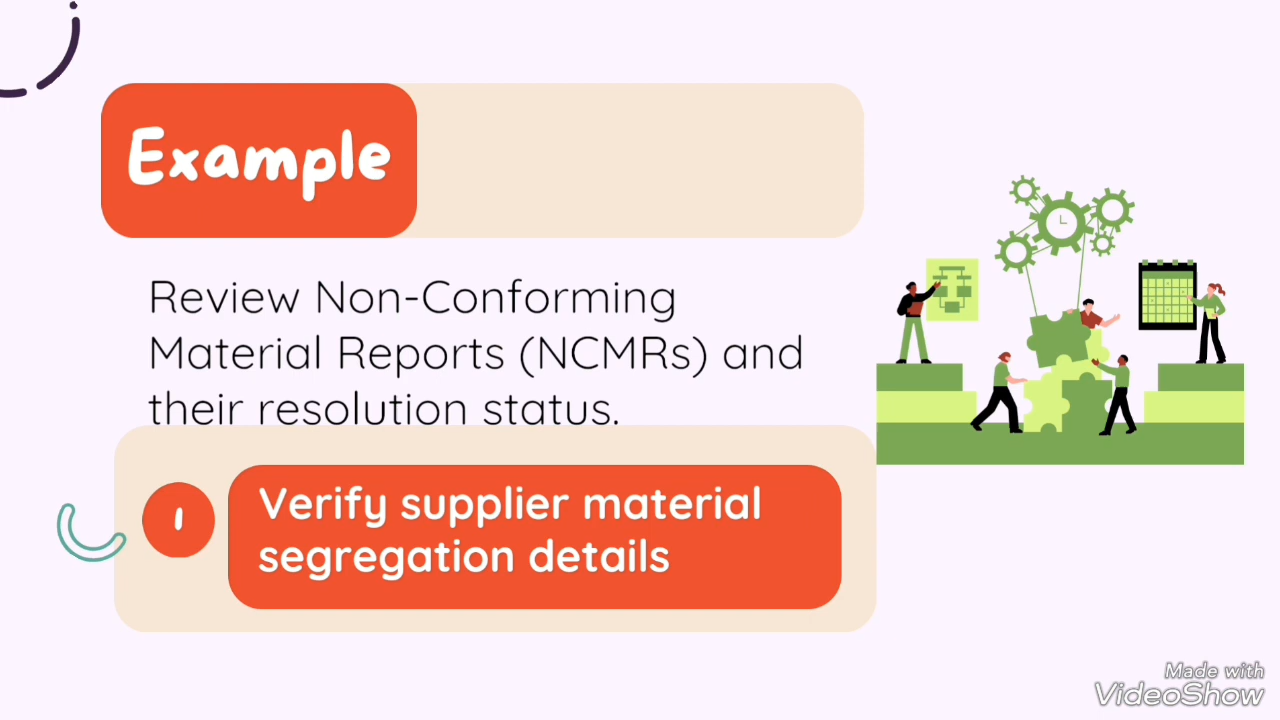 Example
Review Non-Conforming
Material Reports (NCMRs) and
their resolution status.
1
Verify supplier material
segregation details
Made with
VideoShow